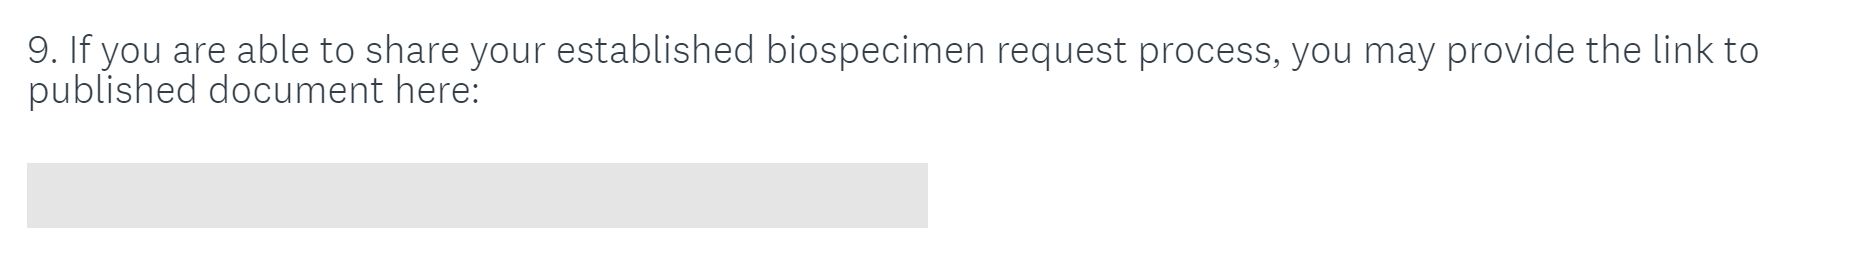 9. If you are able to share your established biospecimen request process, you may provide the link to
published document here: